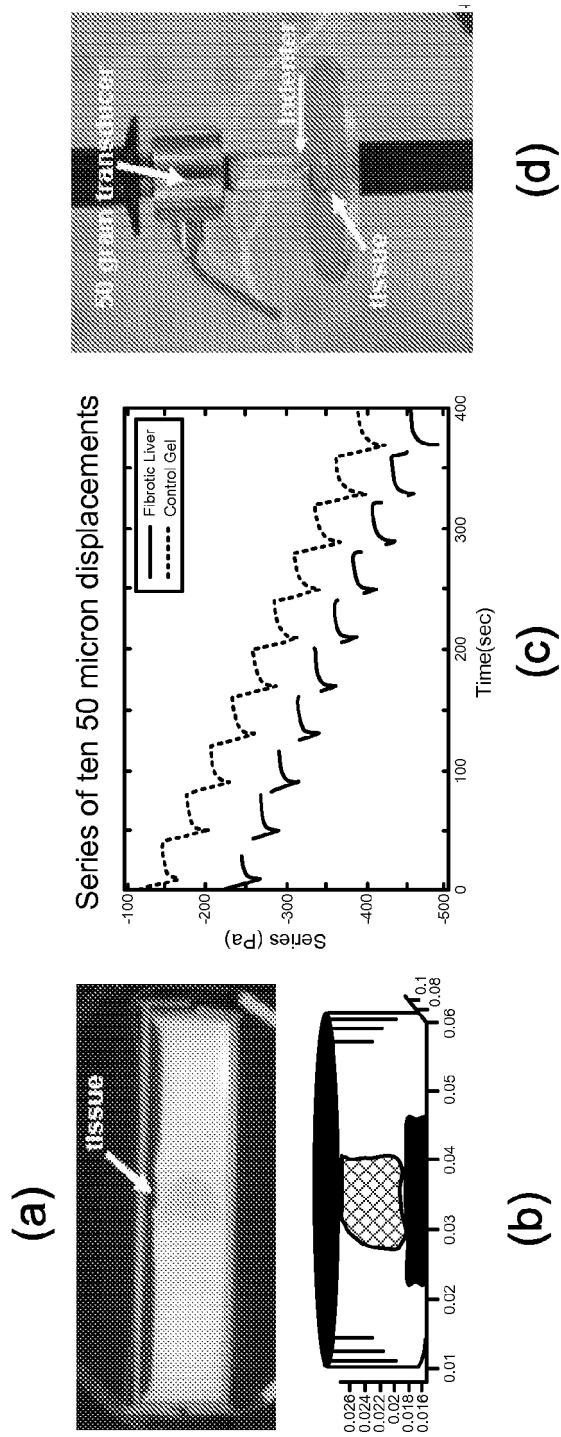 (a)
tissue
0.026
0.024
0.022
0.02
0.018
0.016
0.01
0.02
0.03
0.04
0.05
0.06
0.08
0.1
(b)
Series of ten 50 micron displacements
Fibrotic Liver
Control Gel
Series (Pa)
-100
-200
-300
-400
-500
0
100
200
300
400
Time(sec)
(c)
50 gram transducer
indenter
tissue
(d)